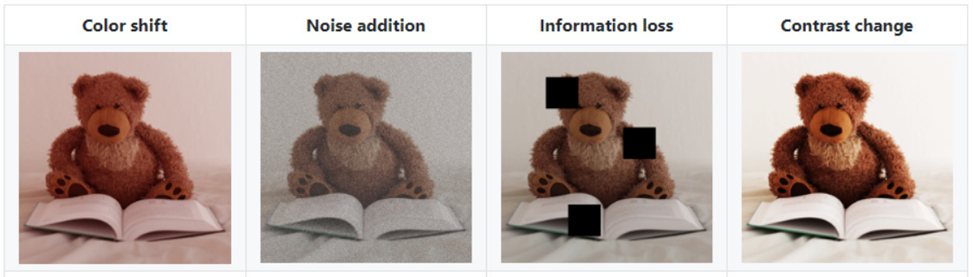 Color shift
Noise addition
Information loss
Contrast change